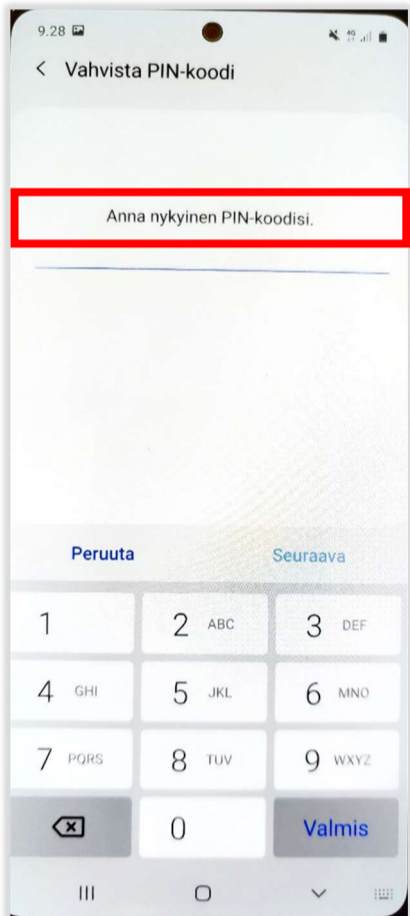 9.28
4G
Vahvista PIN-koodi
Anna nykyinen PIN-koodisi.
Peruuta Seuraava
1 2 ABC 3 DEF
4 GHI 5 JKL 6 MNO
7 PQRS 8 TUV 9 WXYZ
0 Valmis